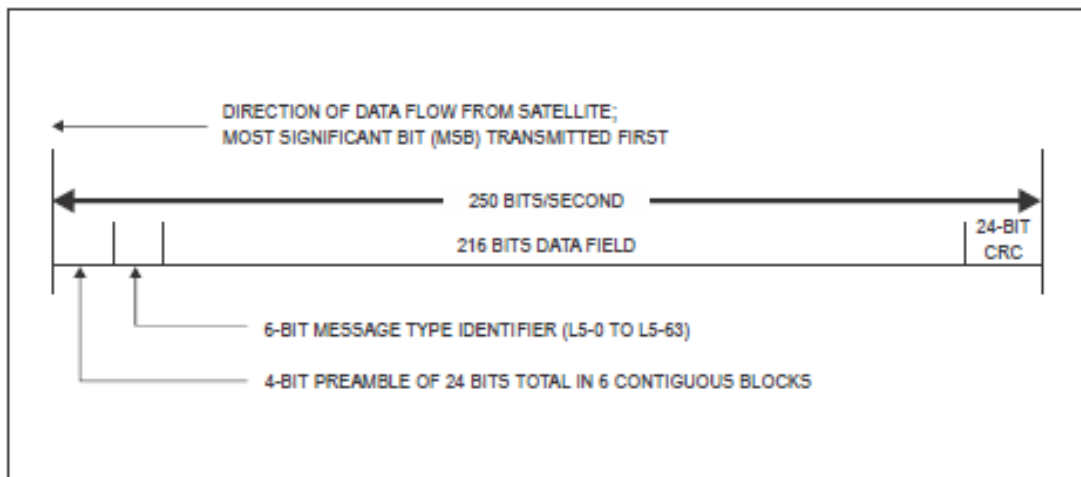 DIRECTION OF DATA FLOW FROM SATELLITE;
MOST SIGNIFICANT BIT (MSB) TRANSMITTED FIRST
250 BITS/SECOND
216 BITS DATA FIELD
24-BIT
CRC
6-BIT MESSAGE TYPE IDENTIFIER (L5-0 TO L5-63)
4-BIT PREAMBLE OF 24 BITS TOTAL IN 6 CONTIGUOUS BLOCKS